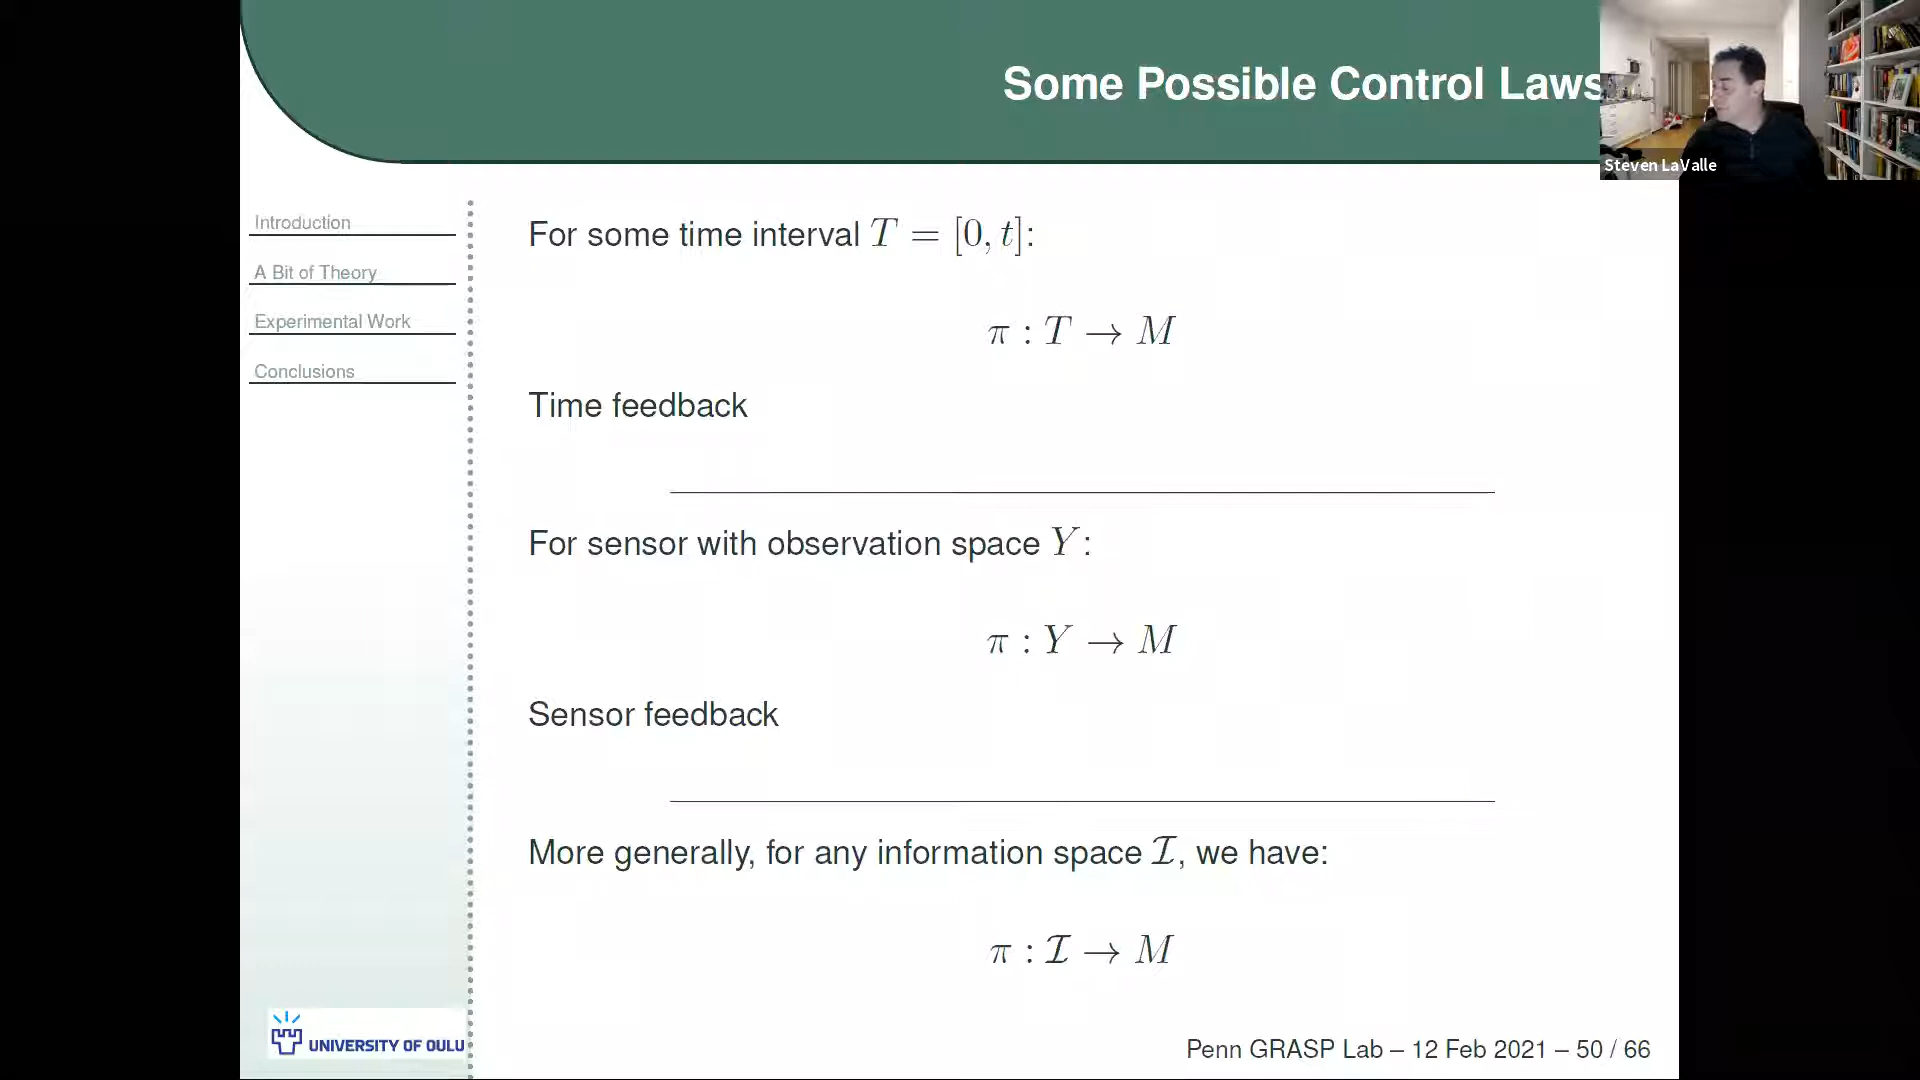 Some Possible Control Laws
Steven LaValle
Introduction
A Bit of Theory
Experimental Work
Conclusions
For some time interval T = [0, t]:
π : T → M
Time feedback
For sensor with observation space Y:
π : Y → M
Sensor feedback
More generally, for any information space ℐ, we have:
π : ℐ → M
UNIVERSITY OF OULU
Penn GRASP Lab – 12 Feb 2021 – 50 / 66